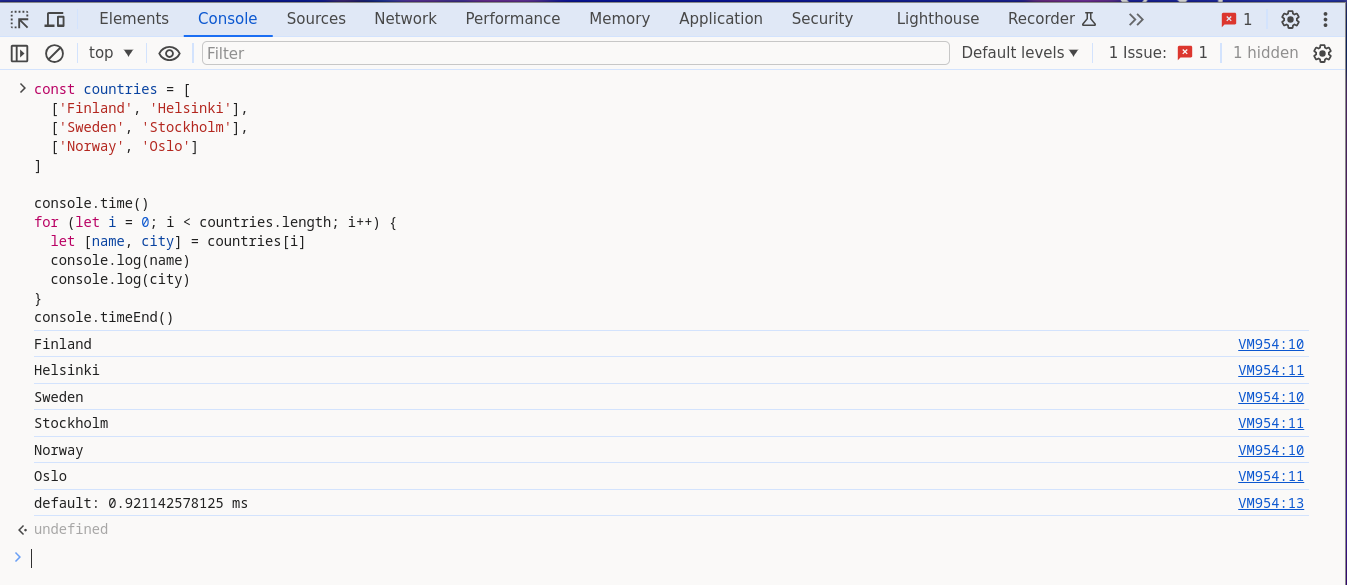 Elements Console Sources Network Performance Memory Application Security Lighthouse Recorder 1
top Filter Default levels 1 Issue: 1 1 hidden
const countries = [
  ['Finland', 'Helsinki'],
  ['Sweden', 'Stockholm'],
  ['Norway', 'Oslo']
]
console.time()
for (let i = 0; i < countries.length; i++) {
  let [name, city] = countries[i]
  console.log(name)
  console.log(city)
}
console.timeEnd()
Finland VM954:10
Helsinki VM954:11
Sweden VM954:10
Stockholm VM954:11
Norway VM954:10
Oslo VM954:11
default: 0.921142578125 ms VM954:13
undefined